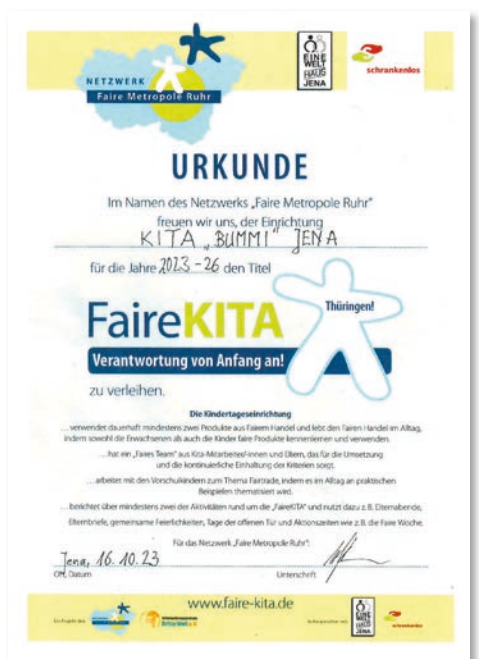 NETZWERK
Faire Metropole Ruhr
EINE
WELT
HAUS
JENA
schrankenlos
URKUNDE
Im Namen des Netzwerks „Faire Metropole Ruhr"
freuen wir uns, der Einrichtung
KITA „BUMMI" JENA
für die Jahre 2023-26 den Titel
Thüringen!
FaireKITA
Verantwortung von Anfang an!
zu verleihen.
Die Kindertageseinrichtung
... verwendet dauerhaft mindestens zwei Produkte aus Fairem Handel und lebt den Fairen Handel im Alltag,
indem sowohl die Erwachsenen als auch die Kinder faire Produkte kennenlernen und verwenden.
... hat ein „Faires Team" aus Kita-Mitarbeiter/-innen und Eltern, das für die Umsetzung
und die kontinuierliche Einhaltung der Kriterien sorgt.
... arbeitet mit den Vorschulkindern zum Thema Fairtrade, indem es im Alltag an praktischen
Beispielen thematisiert wird.
... berichtet über mindestens zwei der Aktivitäten rund um die „FaireKITA" und nutzt dazu z. B. Elternabende,
Elternbriefe, gemeinsame Feierlichkeiten, Tage der offenen Tür und Aktionszeiten wie z. B. die Faire Woche.
Für das Netzwerk „Faire Metropole Ruhr":
Jena, 16.10.23
Ort, Datum
Unterschrift
www.faire-kita.de
Ein Projekt des
EINE
WELT
HAUS
JENA